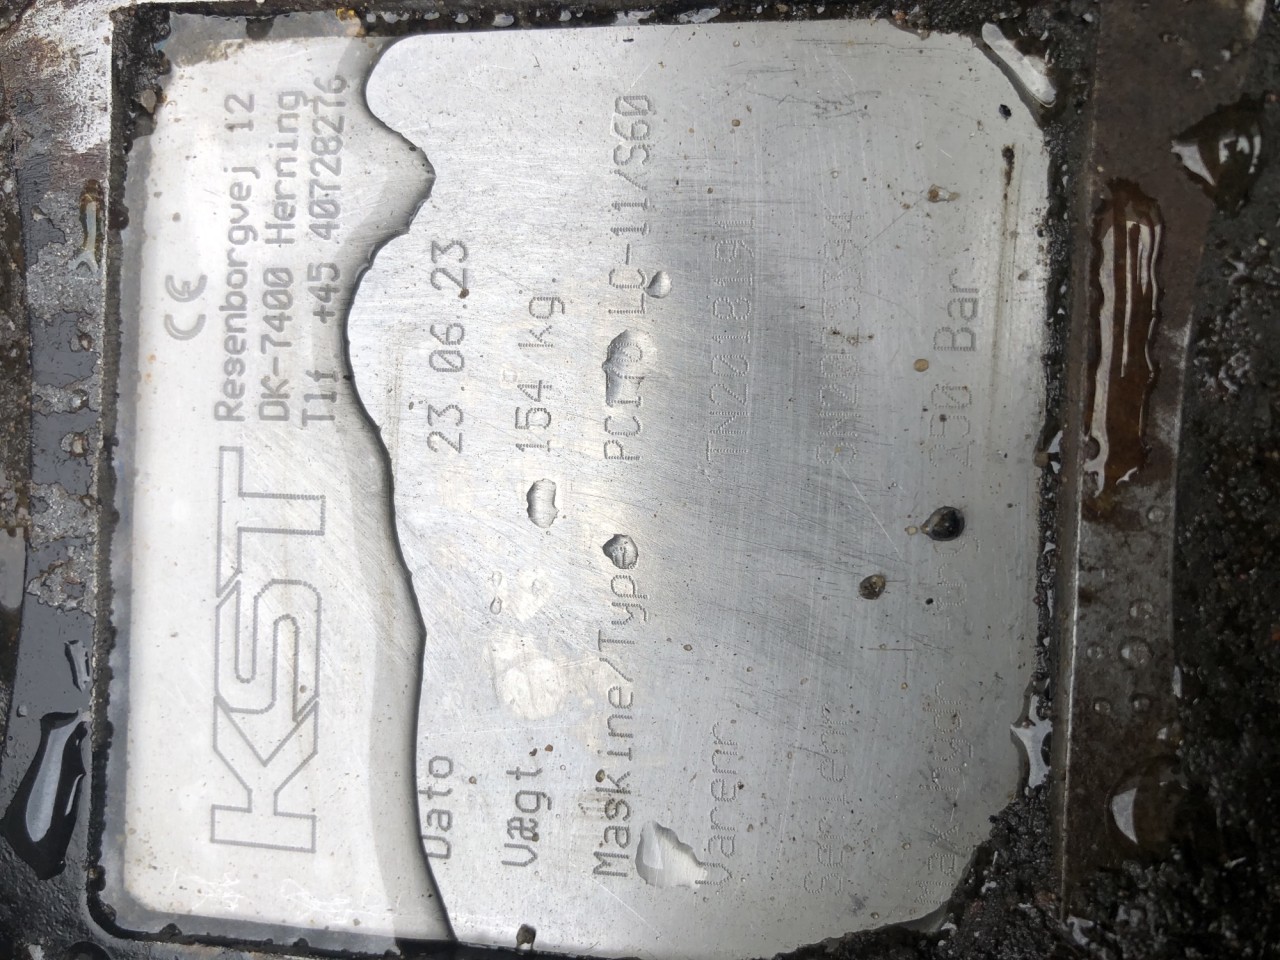 KST
CE
Resenborgvej 12
DK-7400 Herning
Tlf +45 40728276
Dato 23.06.23
Vægt. 154 kg.
Maskine/Type LC-11/S60
Varenr TN201819L
Bar